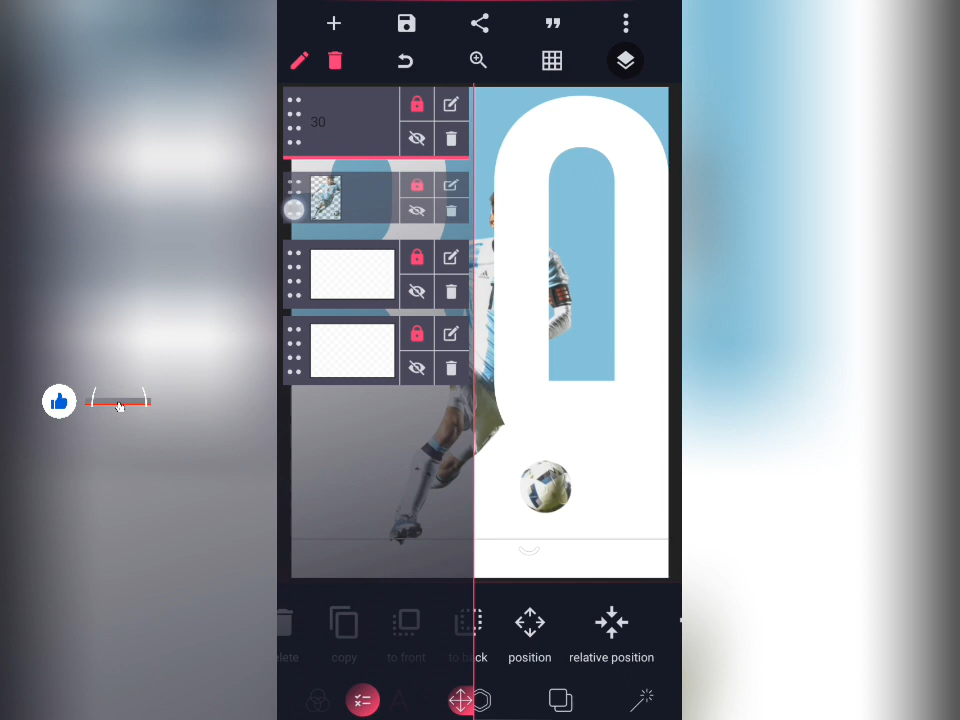 30
elete
copy
to front
to back
position
relative position